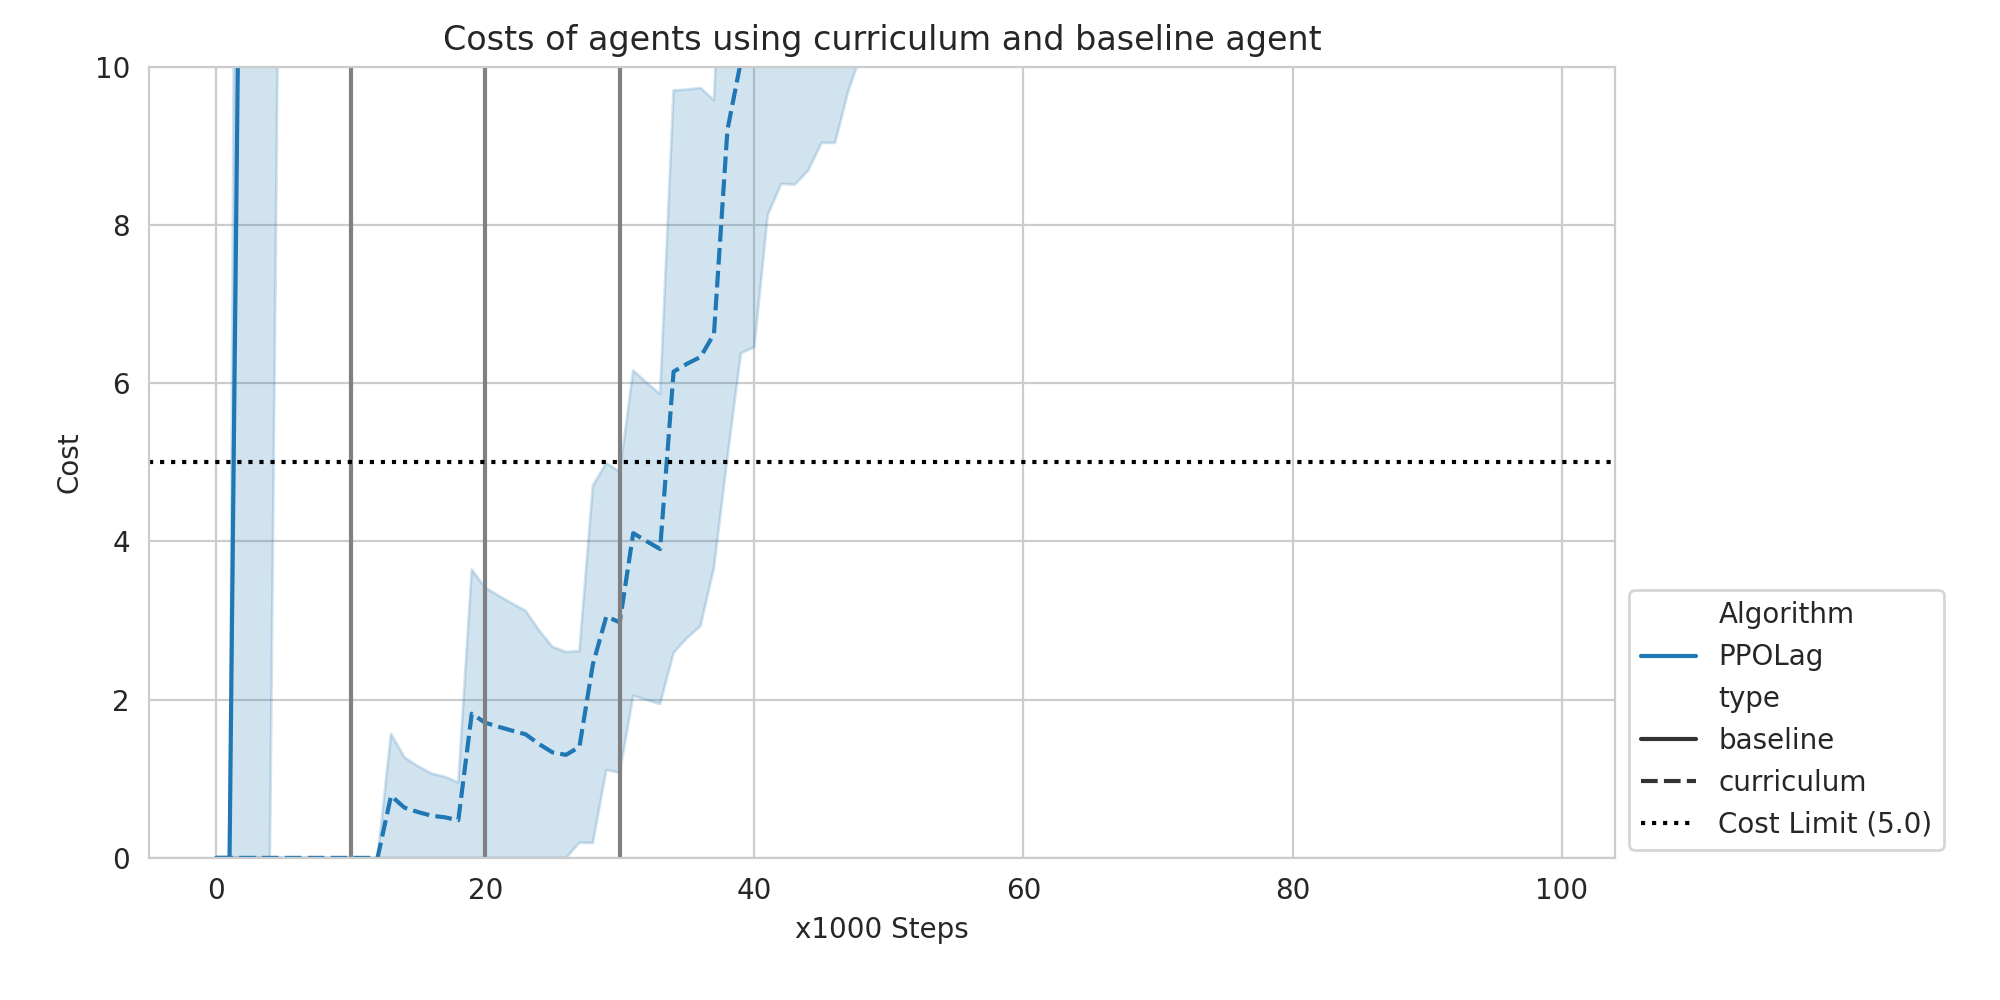 Costs of agents using curriculum and baseline agent
10
8
6
4
2
0
Cost
0 20 40 60 80 100
x1000 Steps
Algorithm
PPOLag
type
baseline
curriculum
Cost Limit (5.0)